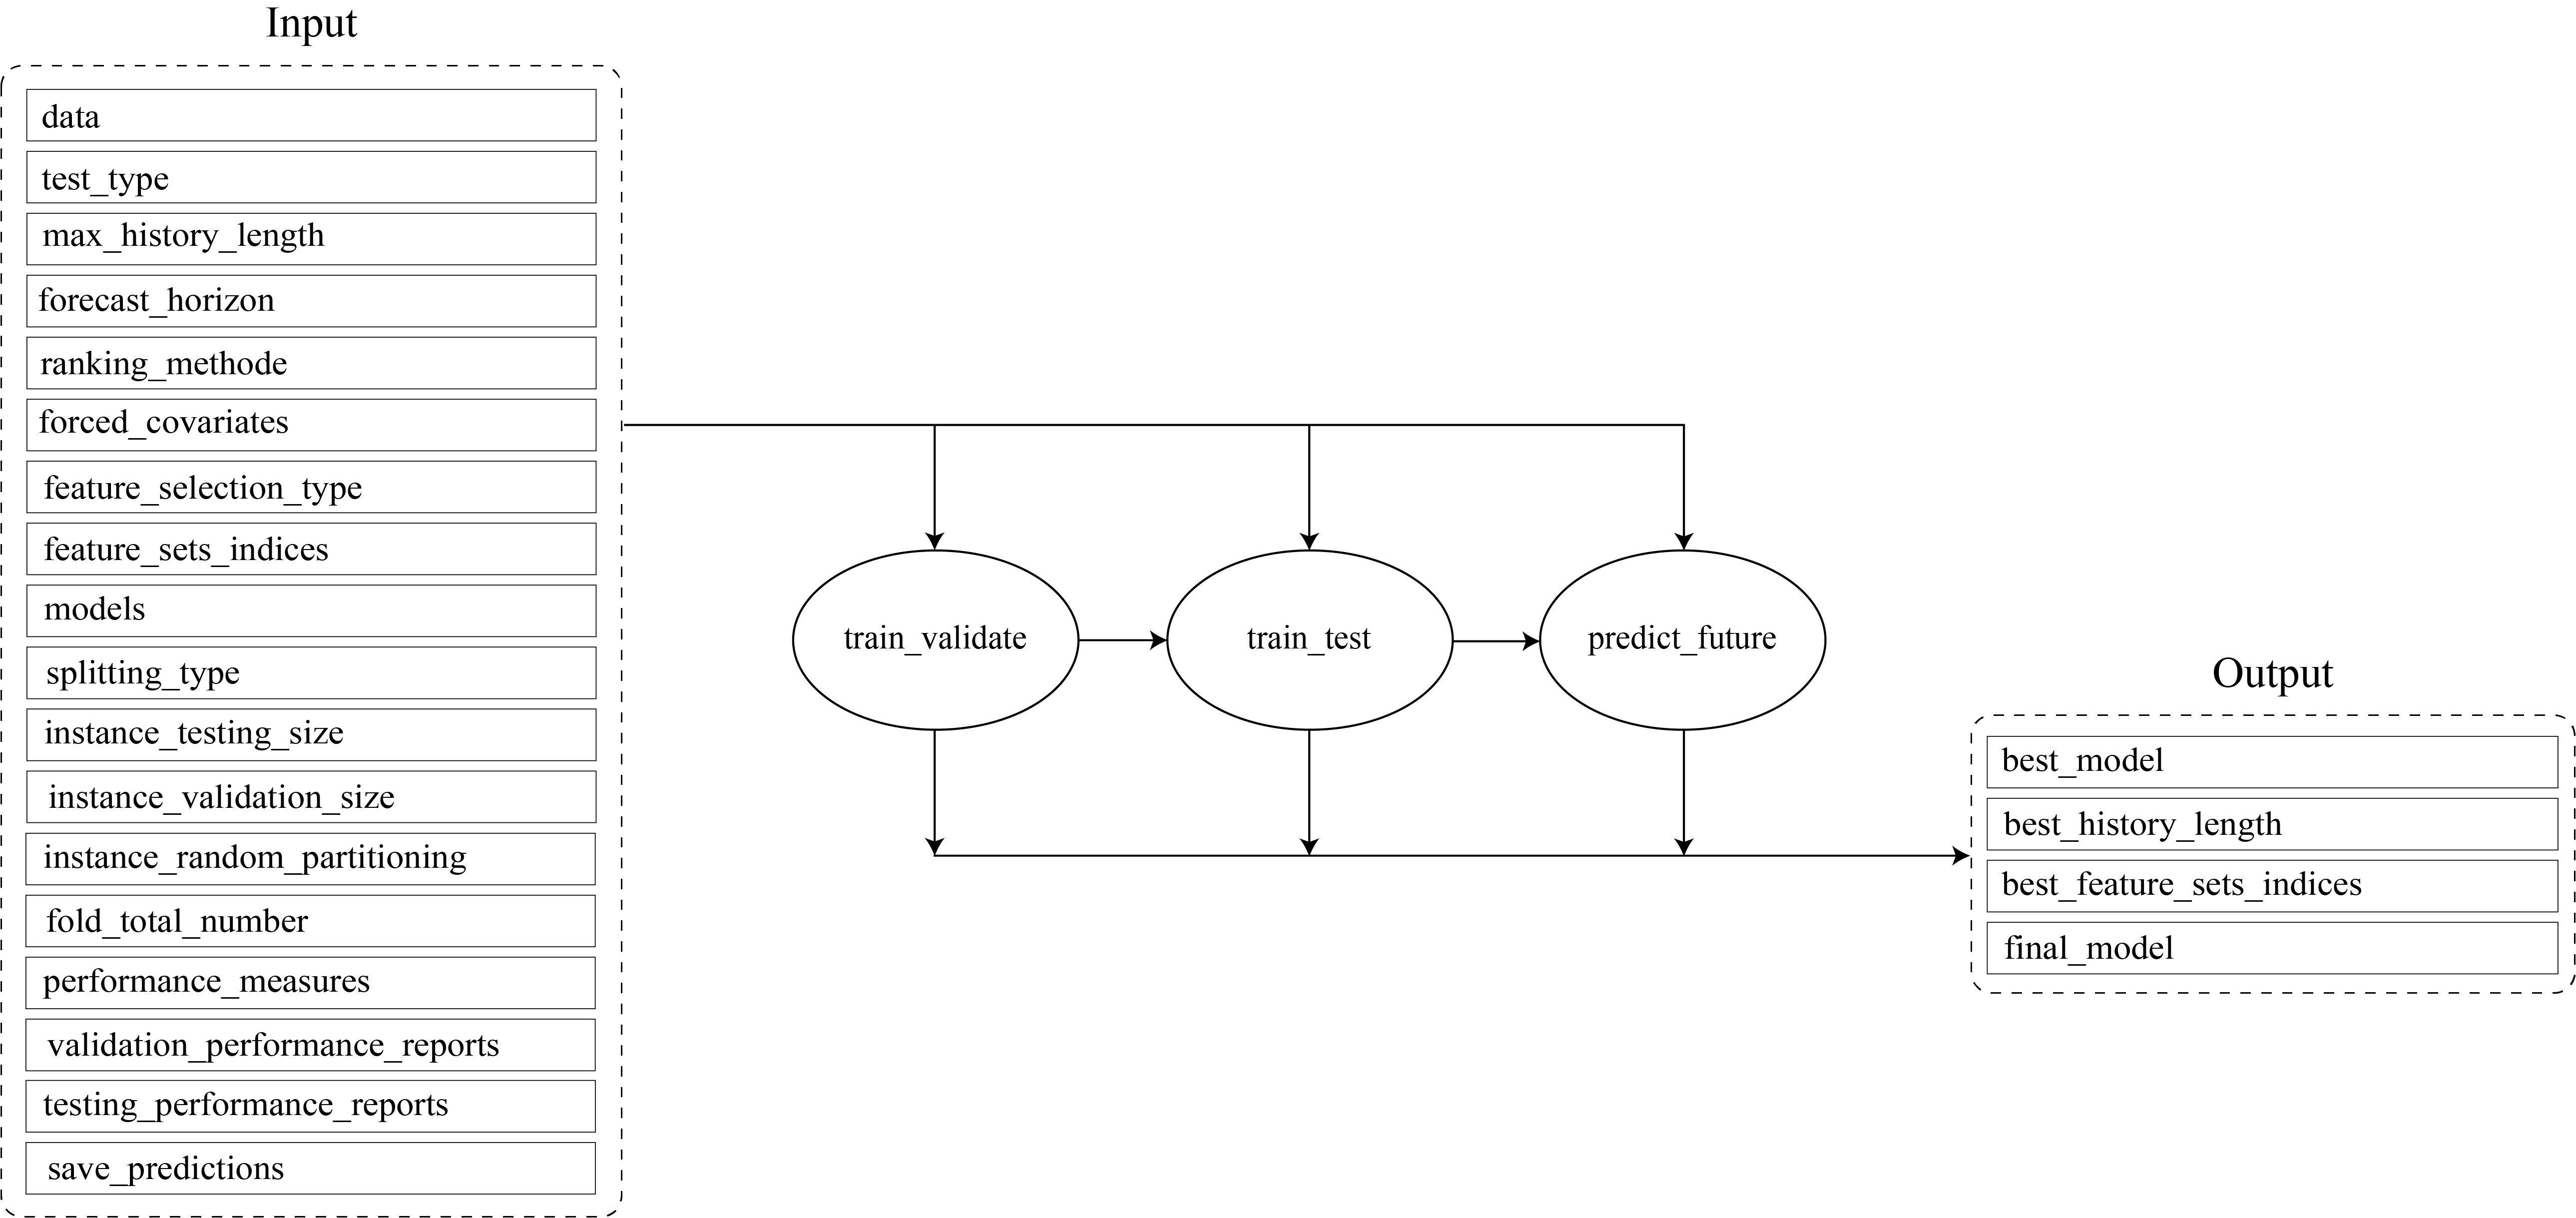 Input
data
test_type
max_history_length
forecast_horizon
ranking_methode
forced_covariates
feature_selection_type
feature_sets_indices
models
splitting_type
instance_testing_size
instance_validation_size
instance_random_partitioning
fold_total_number
performance_measures
validation_performance_reports
testing_performance_reports
save_predictions
train_validate
train_test
predict_future
Output
best_model
best_history_length
best_feature_sets_indices
final_model